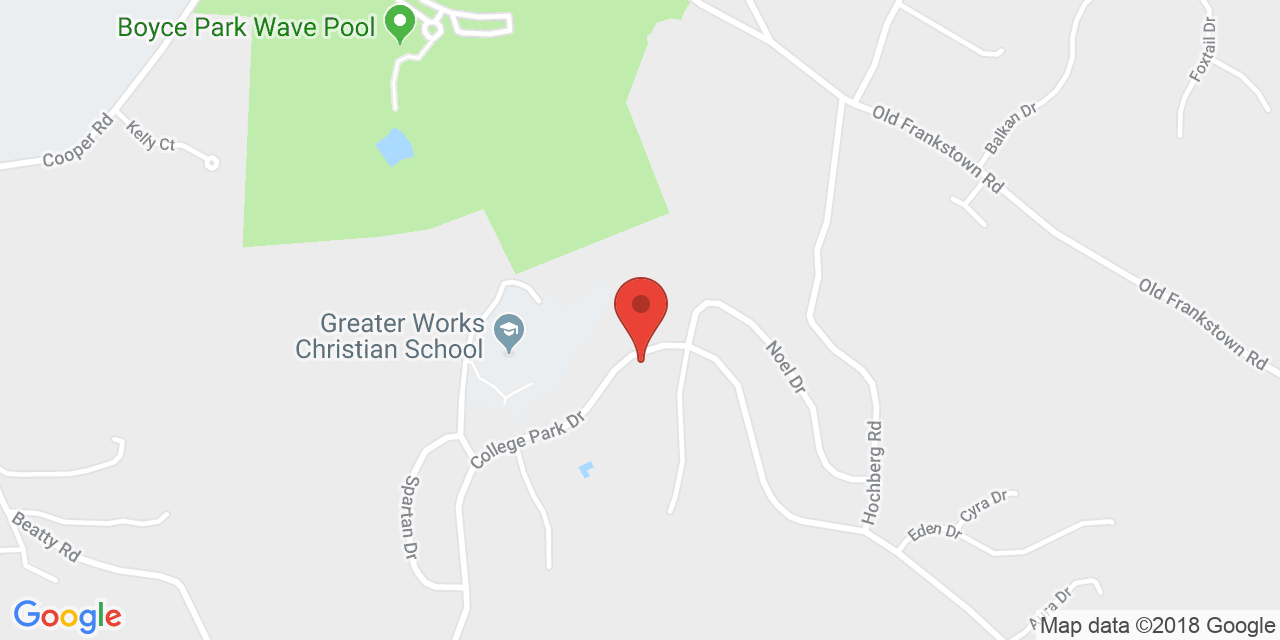 Boyce Park Wave Pool
Foxtail Dr
Old Frankstown Rd
Balkan Dr
Cooper Rd
Kelly Ct
Old Frankstown Rd
Greater Works
Christian School
Noel Dr
College Park Dr
Hochberg Rd
Spartan Dr
Cyra Dr
Eden Dr
Beatty Rd
Dr
Google
Map data ©2018 Google